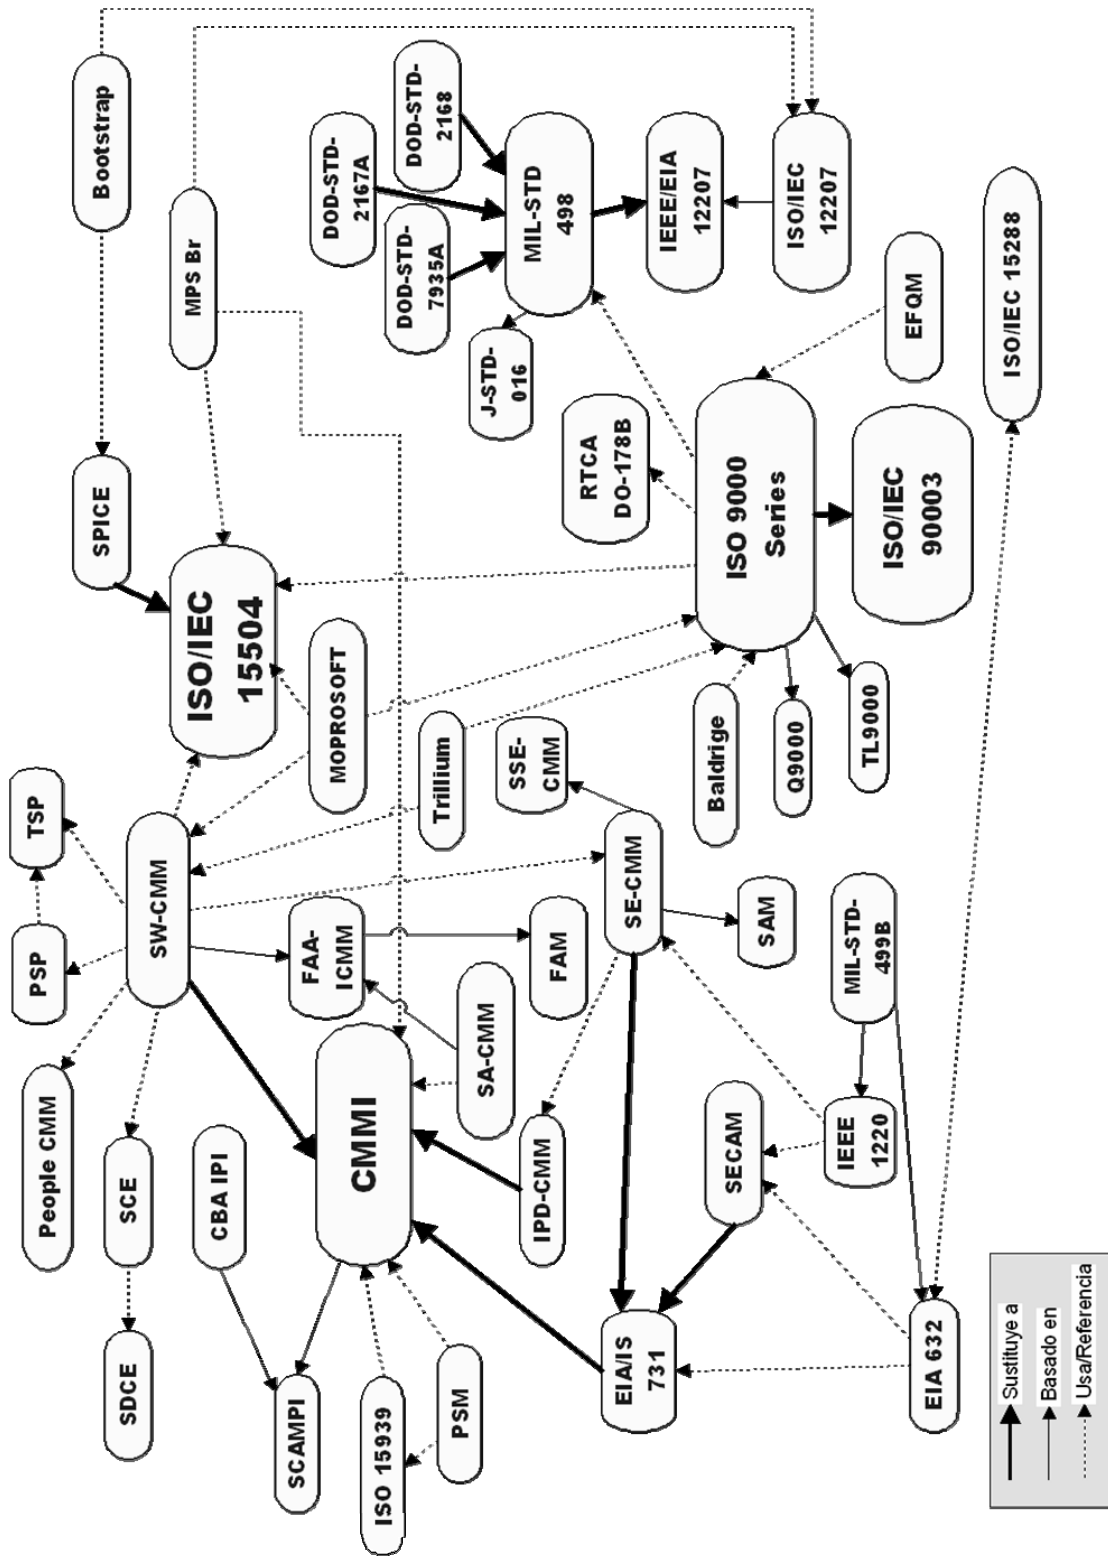 PSP
TSP
People CMM
SPICE
Bootstrap
SDCE
SCE
SW-CMM
MPS Br
CBA IPI
ISO/IEC
15504
SCAMPI
FAA-
ICMM
MOPROSOFT
DOD-STD-
2167A
CMMI
ISO 15939
DOD-STD-
7935A
DOD-STD-
2168
Trillium
PSM
SA-CMM
J-STD-
016
SSE-
CMM
IPD-CMM
FAM
MIL-STD
498
RTCA
DO-178B
EIA/IS
731
SE-CMM
IEEE/EIA
12207
Baldrige
SECAM
SAM
ISO 9000
Series
ISO/IEC
12207
Q9000
IEEE
1220
MIL-STD-
499B
TL9000
ISO/IEC
90003
EFQM
EIA 632
ISO/IEC 15288
Sustituye a
Basado en
Usa/Referencia